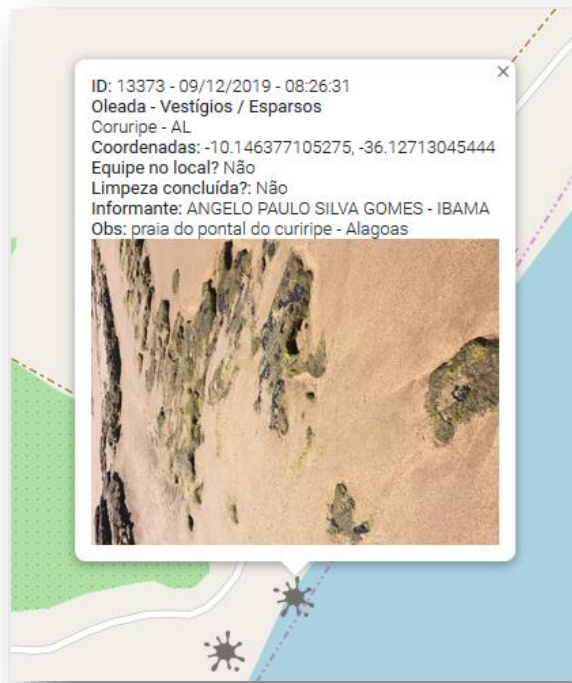 ID: 13373 - 09/12/2019 - 08:26:31
Oleada - Vestígios / Esparsos
Coruripe - AL
Coordenadas: -10.146377105275, -36.12713045444
Equipe no local? Não
Limpeza concluída?: Não
Informante: ANGELO PAULO SILVA GOMES - IBAMA
Obs: praia do pontal do curiripe - Alagoas